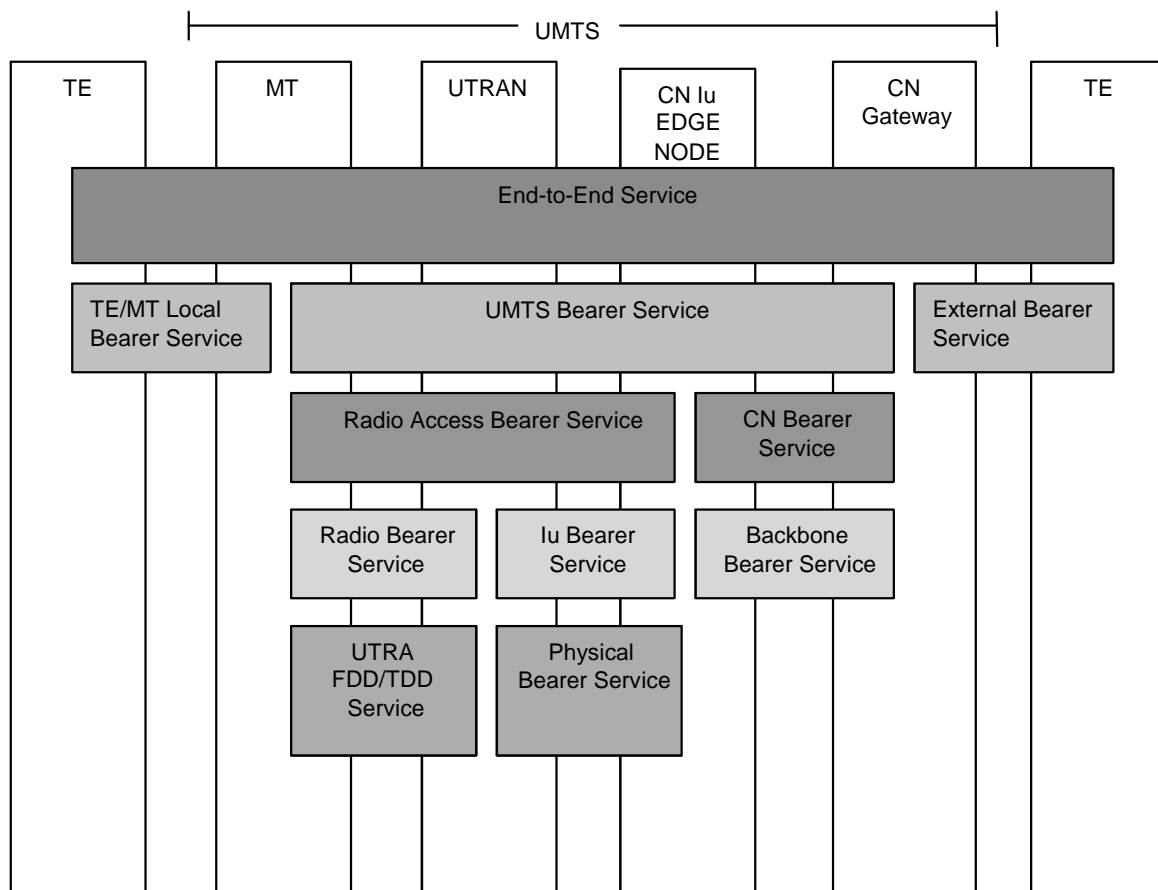 UMTS
TE
MT
UTRAN
CN Iu
EDGE
NODE
CN
Gateway
TE
End-to-End Service
TE/MT Local
Bearer Service
UMTS Bearer Service
External Bearer
Service
Radio Access Bearer Service
CN Bearer
Service
Radio Bearer
Service
Iu Bearer
Service
Backbone
Bearer Service
UTRA
FDD/TDD
Service
Physical
Bearer Service